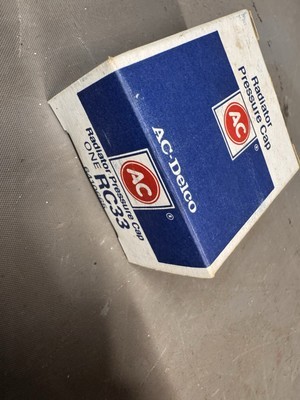 Radiator
Pressure Cap
AC
®
AC-Delco
AC
®
Radiator Pressure Cap
ONE RC33